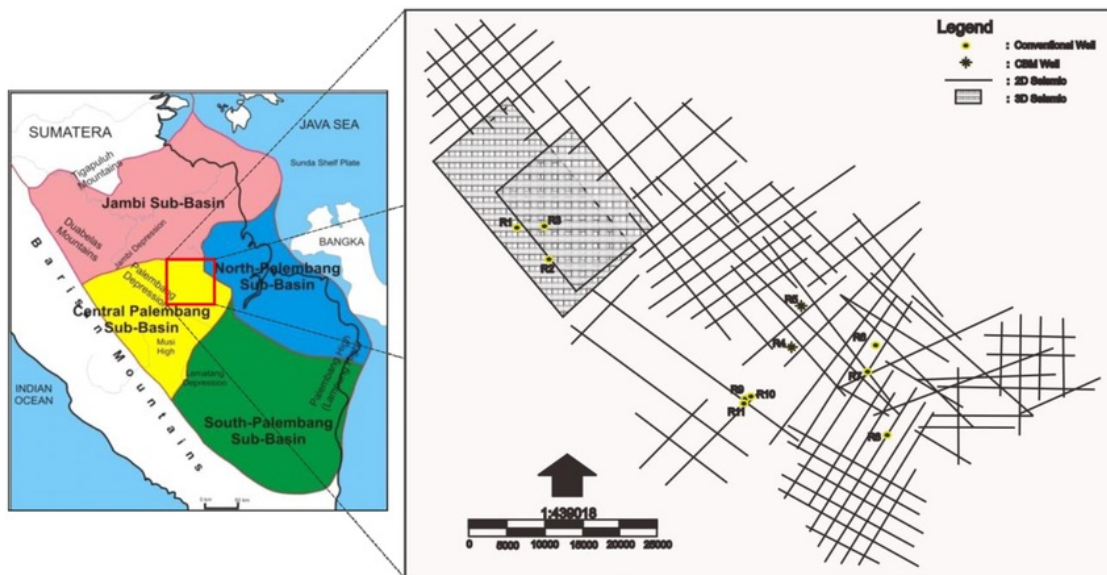 SUMATERA
JAVA SEA
Sunda Shelf Plate
Tigapuluh
Mountains
Jambi Sub-Basin
Duabelas
Mountains
Jambi Depression
BANGKA
North-Palembang
Sub-Basin
Palembang
Depression
Central Palembang
Sub-Basin
Musi
High
Barisan Mountains
Lematang
Depression
Palembang High
INDIAN
OCEAN
South-Palembang
Sub-Basin
0 km
Legend
: Conventional Well
: CBM Well
: 2D Seismic
: 3D Seismic
R1
R3
R2
R5
R4
R6
R7
R9
R10
R11
R8
1:439018
0 5000 10000 15000 20000 25000